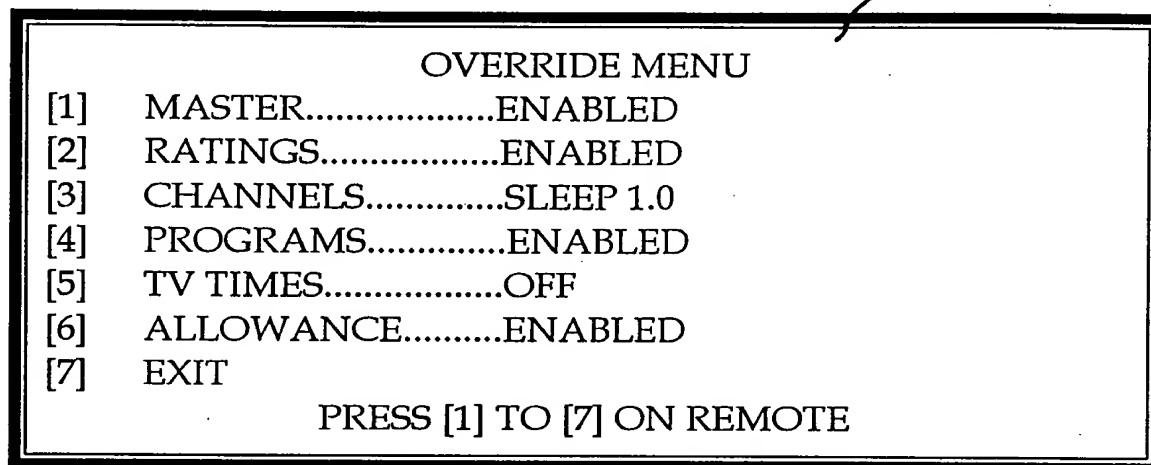 OVERRIDE MENU
[1] MASTER...................ENABLED
[2] RATINGS..................ENABLED
[3] CHANNELS..............SLEEP 1.0
[4] PROGRAMS..............ENABLED
[5] TV TIMES..................OFF
[6] ALLOWANCE..........ENABLED
[7] EXIT
PRESS [1] TO [7] ON REMOTE